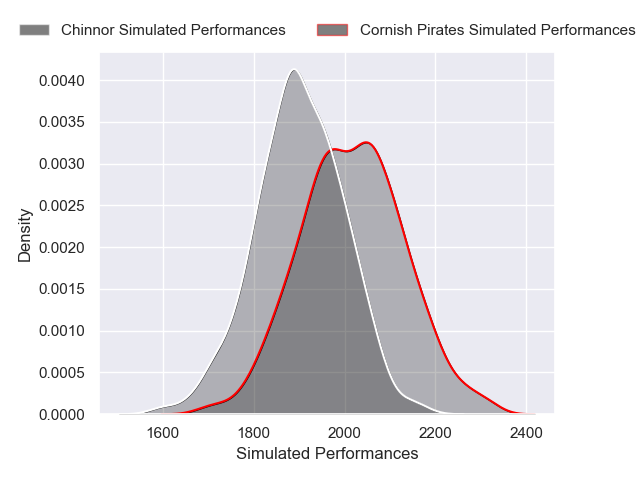 Chinnor Simulated Performances
Cornish Pirates Simulated Performances
0.0040
0.0035
0.0030
0.0025
0.0020
0.0015
0.0010
0.0005
0.0000
Density
1600 1800 2000 2200 2400
Simulated Performances